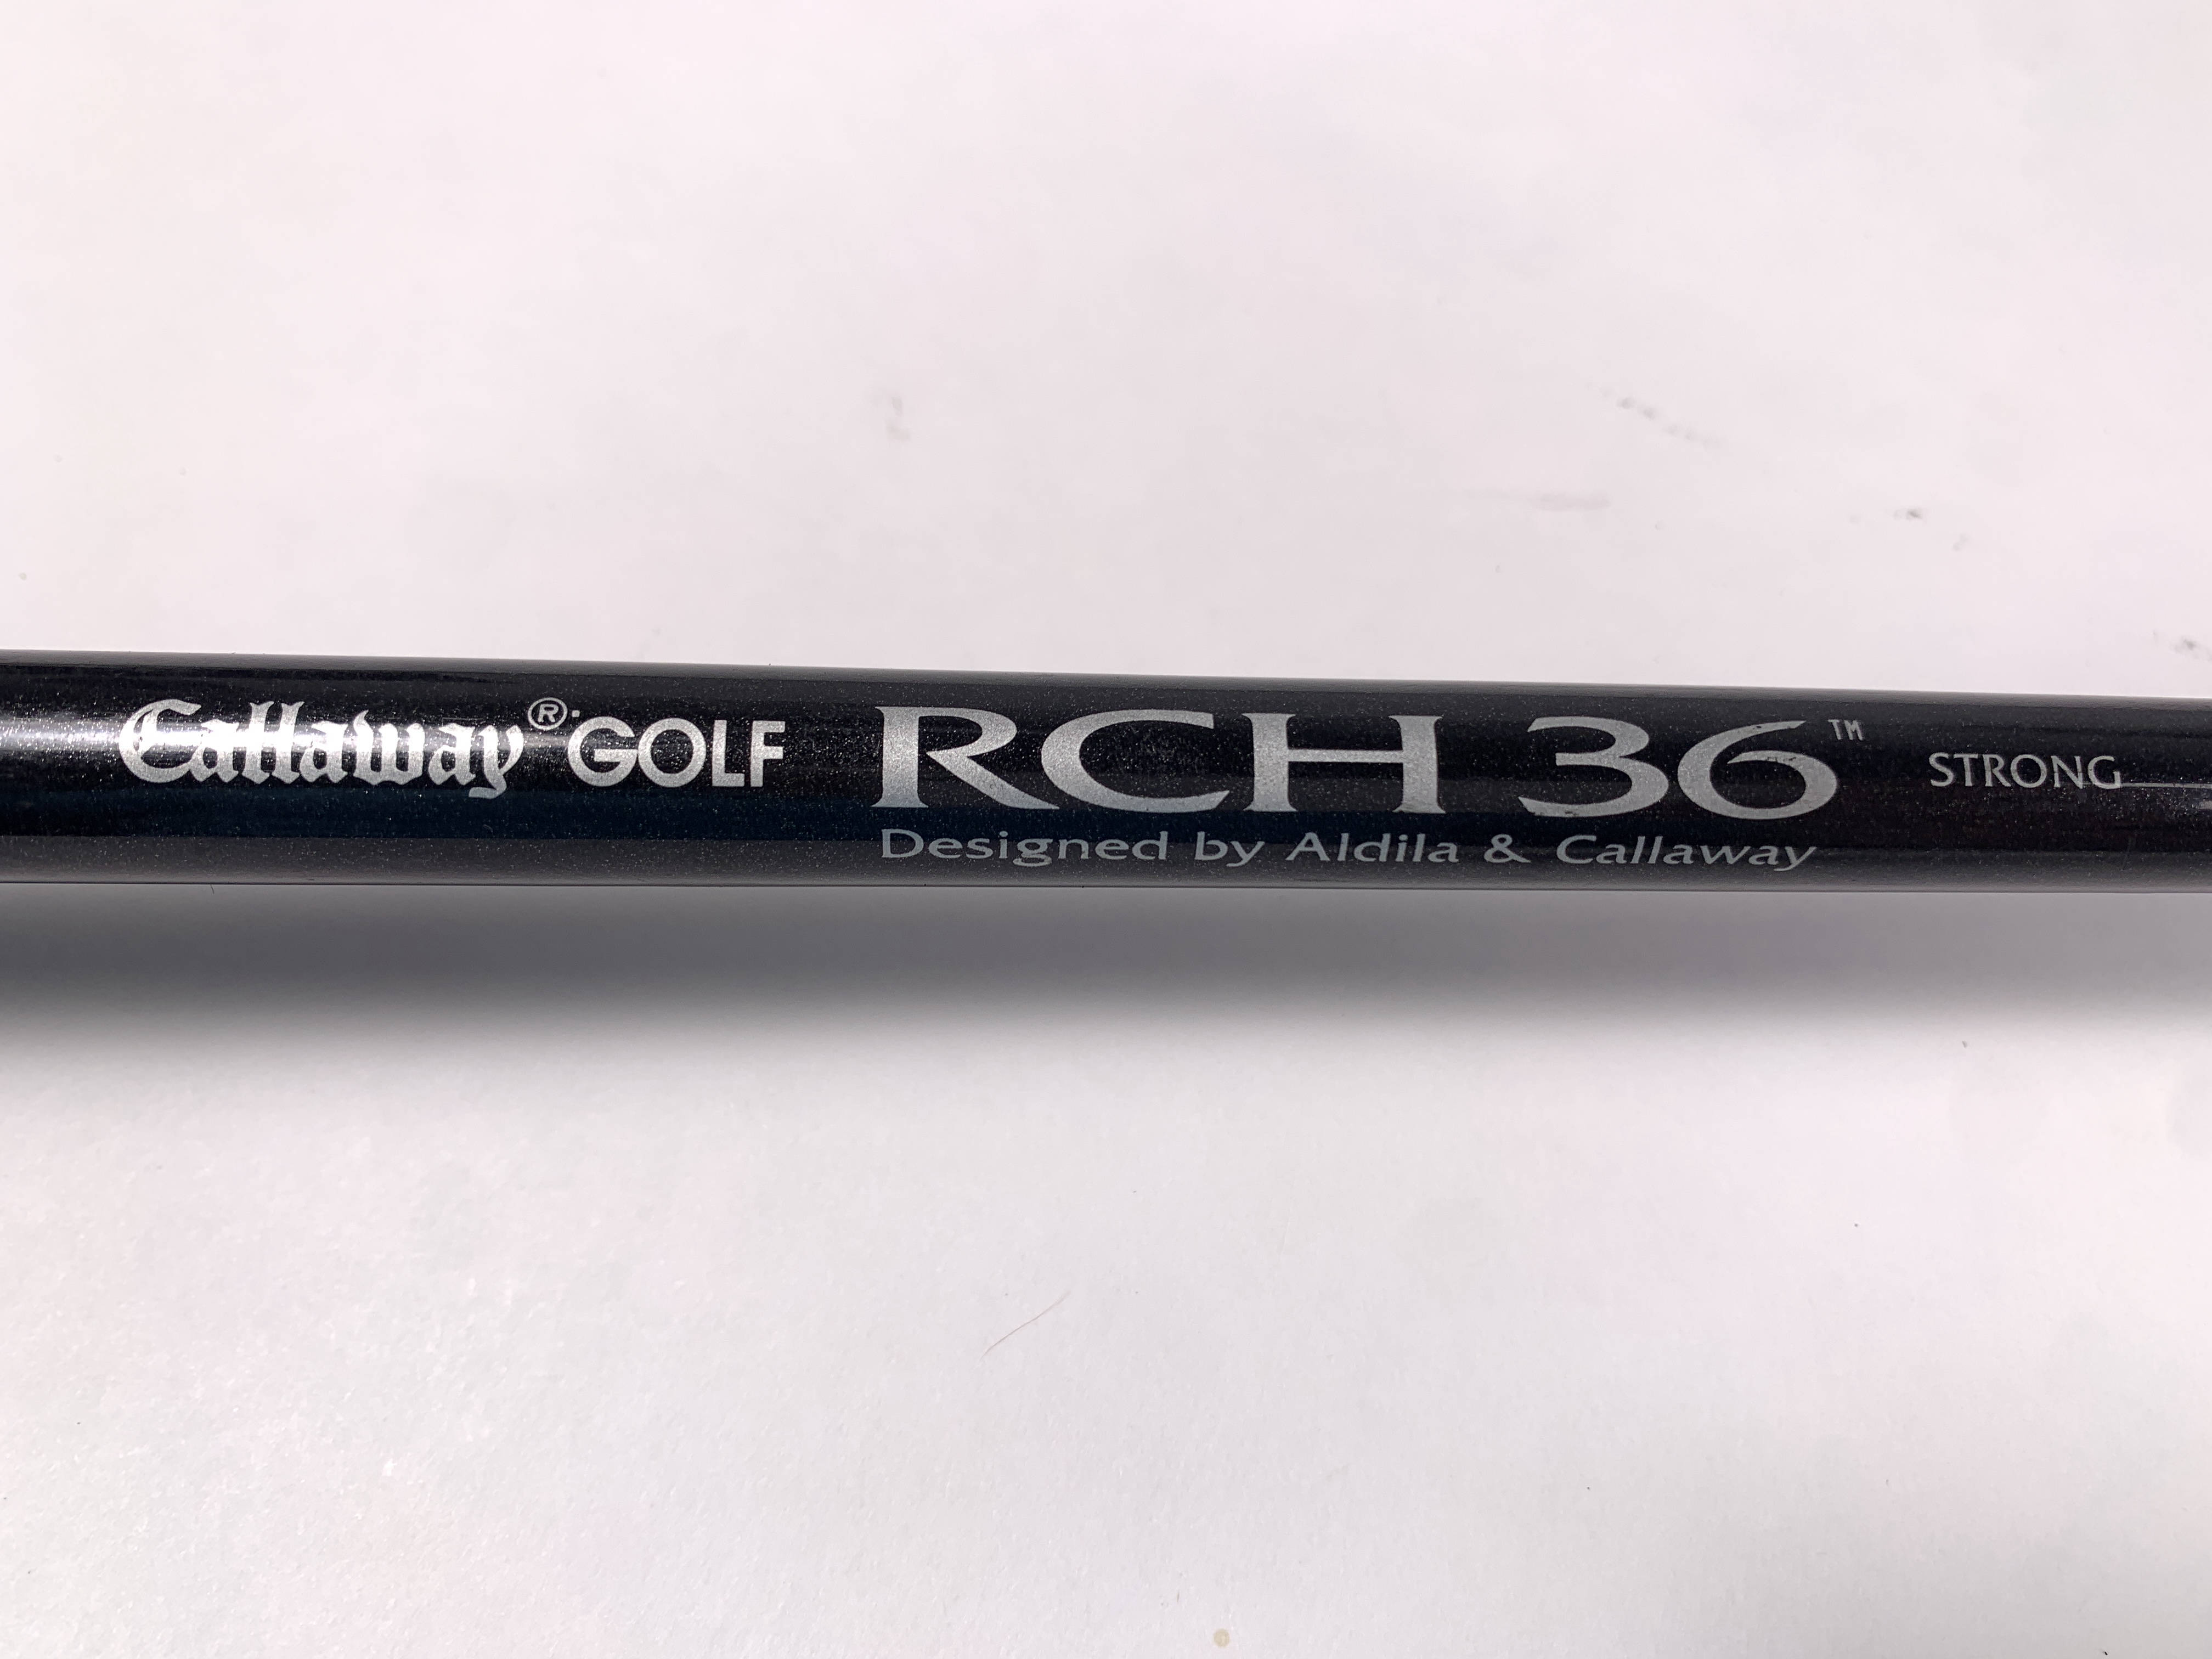 Callaway® GOLF RCH 36™ STRONG
Designed by Aldila & Callaway